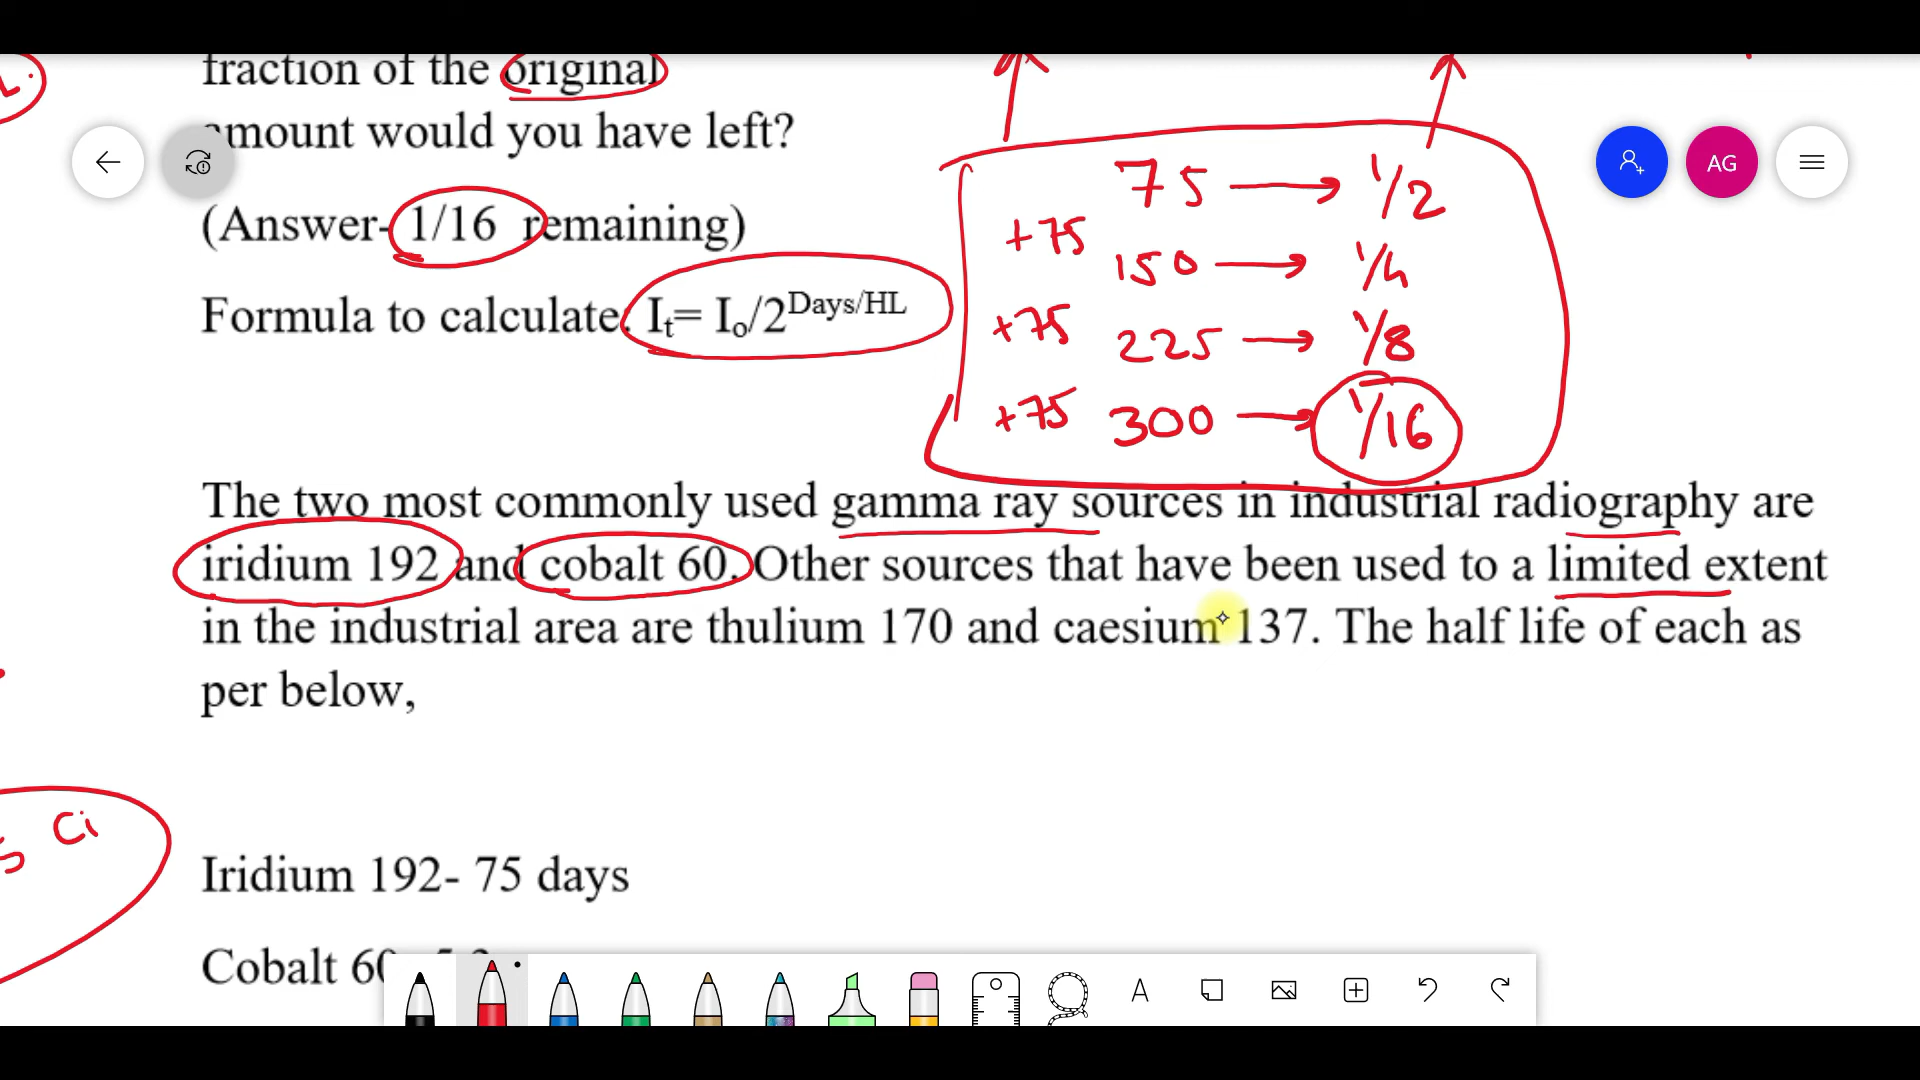 fraction of the original
amount would you have left?
(Answer- 1/16 remaining)
Formula to calculate. It= Io/2Days/HL
75 → 1/2
+75
150 → 1/4
+75
225 → 1/8
+75
300 → 1/16
AG
The two most commonly used gamma ray sources in industrial radiography are
iridium 192 and cobalt 60. Other sources that have been used to a limited extent
in the industrial area are thulium 170 and caesium 137. The half life of each as
per below,
Ci
Iridium 192- 75 days
Cobalt 60
A